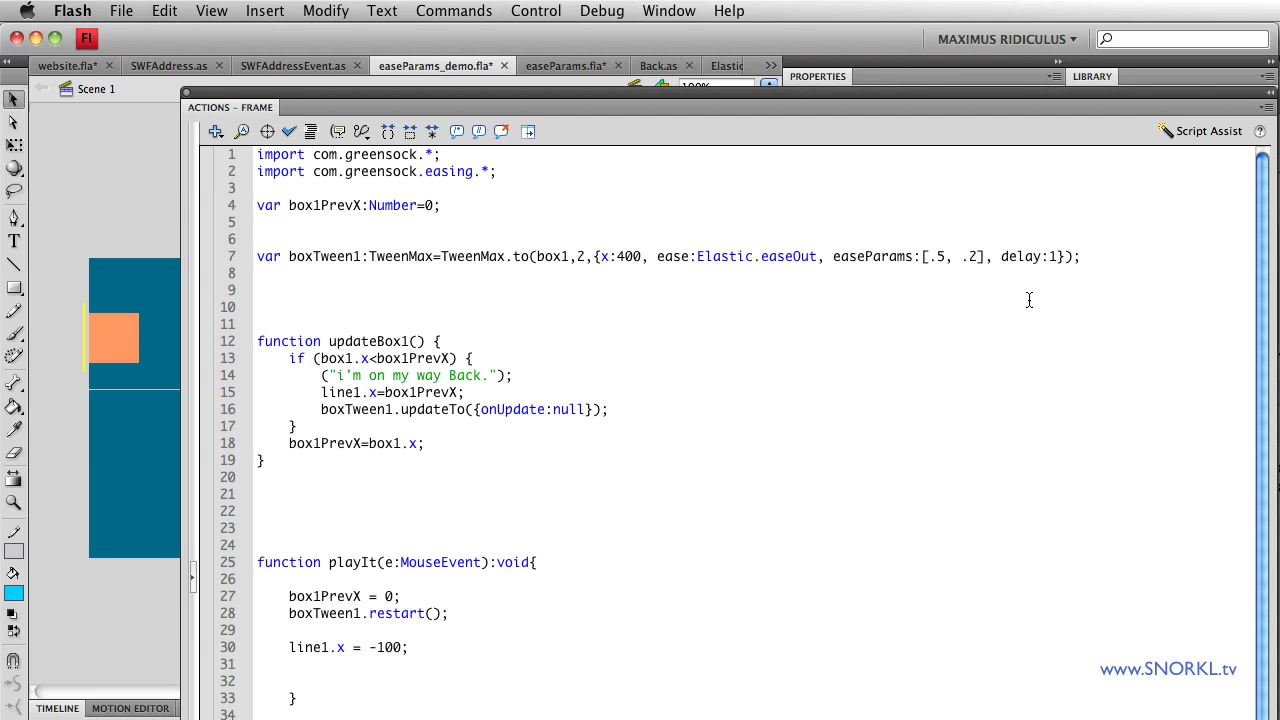 Flash File Edit View Insert Modify Text Commands Control Debug Window Help
Fl MAXIMUS RIDICULUS
website.fla* SWFAddress.as SWFAddressEvent.as easeParams_demo.fla* easeParams.fla* Back.as Elastic PROPERTIES LIBRARY
Scene 1 100%
ACTIONS – FRAME
Script Assist
1 import com.greensock.*;
2 import com.greensock.easing.*;
3
4 var box1PrevX:Number=0;
5
6
7 var boxTween1:TweenMax=TweenMax.to(box1,2,{x:400, ease:Elastic.easeOut, easeParams:[.5, .2], delay:1});
8
9
10
11
12 function updateBox1() {
13 if (box1.x<box1PrevX) {
14 ("i'm on my way Back.");
15 line1.x=box1PrevX;
16 boxTween1.updateTo({onUpdate:null});
17 }
18 box1PrevX=box1.x;
19 }
20
21
22
23
24
25 function playIt(e:MouseEvent):void{
26
27 box1PrevX = 0;
28 boxTween1.restart();
29
30 line1.x = -100;
31
32
33 }
34
www.SNORKL.tv
TIMELINE MOTION EDITOR